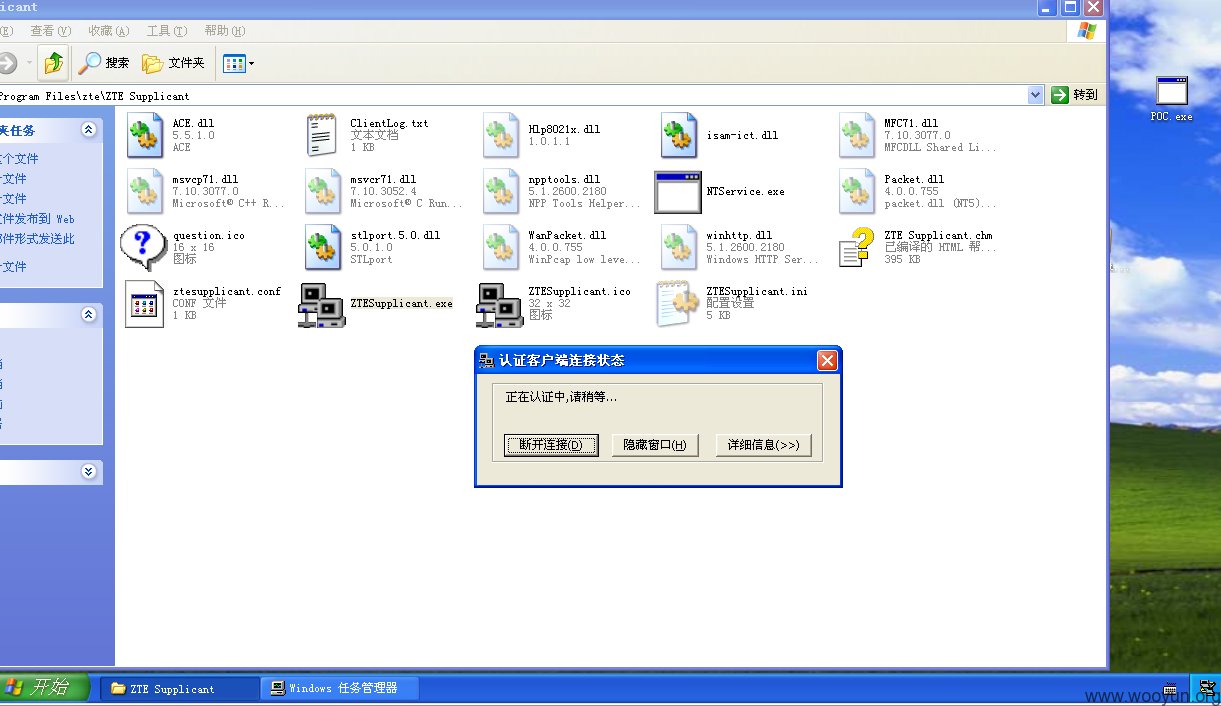 icant
(E) 查看(V) 收藏(A) 工具(T) 帮助(H)
搜索 文件夹
Program Files\zte\ZTE Supplicant 转到
夹任务
这个文件
文件
文件
文件发布到 Web
邮件形式发送此
文件
ACE.dll
5.5.1.0
ACE
ClientLog.txt
文本文档
1 KB
Hlp8021x.dll
1.0.1.1
isam-ict.dll
MFC71.dll
7.10.3077.0
MFCDLL Shared Li...
msvcp71.dll
7.10.3077.0
Microsoft® C++ R...
msvcr71.dll
7.10.3052.4
Microsoft® C Run...
npptools.dll
5.1.2600.2180
NPP Tools Helper...
NTService.exe
Packet.dll
4.0.0.755
packet.dll (NT5)...
question.ico
16 x 16
图标
stlport.5.0.dll
5.0.1.0
STLport
WanPacket.dll
4.0.0.755
WinPcap low leve...
winhttp.dll
5.1.2600.2180
Windows HTTP Ser...
ZTE Supplicant.chm
已编译的 HTML 帮...
395 KB
ztesupplicant.conf
CONF 文件
1 KB
ZTESupplicant.exe
ZTESupplicant.ico
32 x 32
图标
ZTESupplicant.ini
配置设置
5 KB
POC.exe
认证客户端连接状态
正在认证中,请稍等...
断开连接(D) 隐藏窗口(H) 详细信息(>>)
开始 ZTE Supplicant Windows 任务管理器
www.wooyun.org